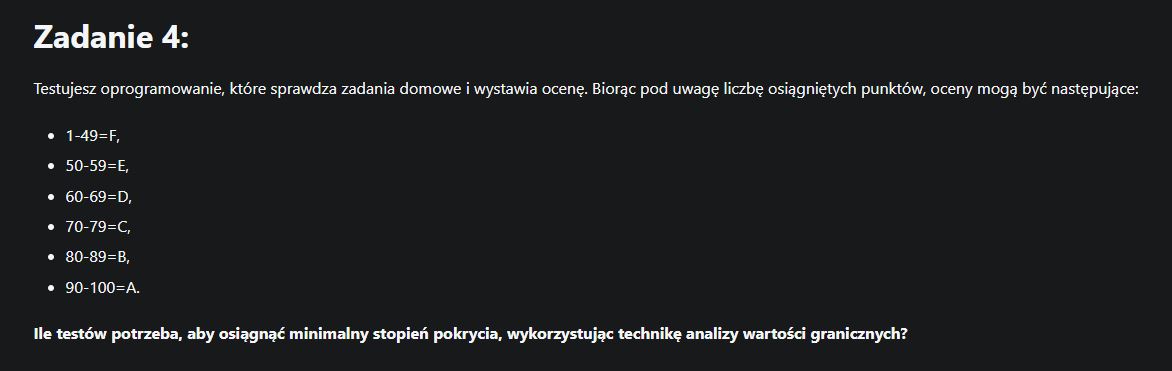 Zadanie 4:
Testujesz oprogramowanie, które sprawdza zadania domowe i wystawia ocenę. Biorąc pod uwagę liczbę osiągniętych punktów, oceny mogą być następujące:
• 1-49=F,
• 50-59=E,
• 60-69=D,
• 70-79=C,
• 80-89=B,
• 90-100=A.
Ile testów potrzeba, aby osiągnąć minimalny stopień pokrycia, wykorzystując technikę analizy wartości granicznych?